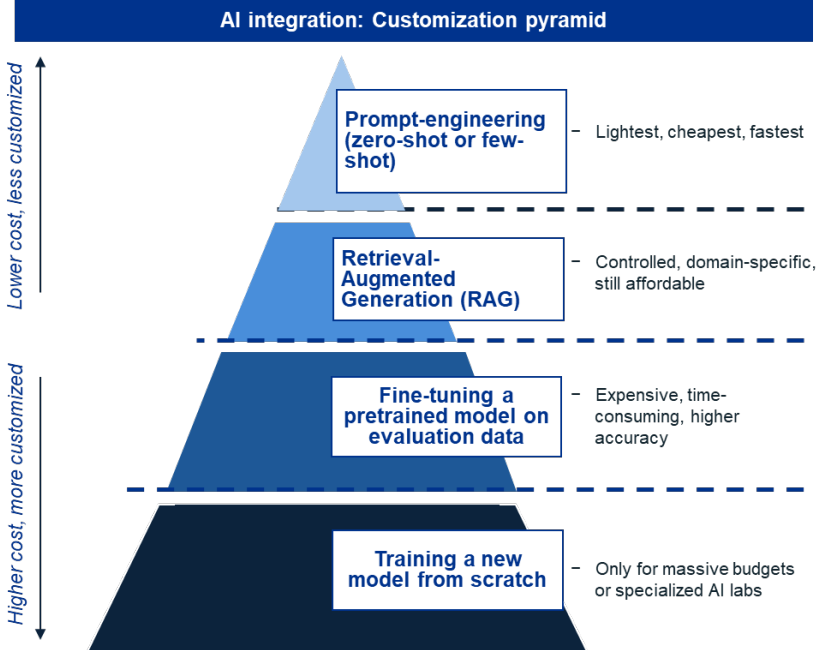 AI integration: Customization pyramid
Lower cost, less customized
Prompt-engineering
(zero-shot or few-
shot)
– Lightest, cheapest, fastest
Retrieval-
Augmented
Generation (RAG)
– Controlled, domain-specific,
still affordable
Higher cost, more customized
Fine-tuning a
pretrained model on
evaluation data
– Expensive, time-
consuming, higher
accuracy
Training a new
model from scratch
– Only for massive budgets
or specialized AI labs